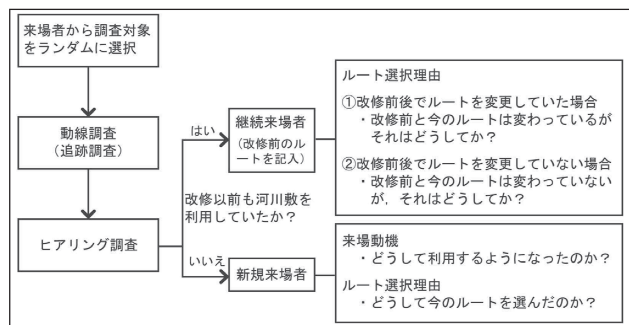 来場者から調査対象
をランダムに選択
動線調査
（追跡調査）
ヒアリング調査
はい
改修以前も河川敷を
利用していたか？
いいえ
継続来場者
（改修前のル
ートを記入）
新規来場者
ルート選択理由
①改修前後でルートを変更していた場合
・改修前と今のルートは変わっているが
それはどうしてか？
②改修前後でルートを変更していない場合
・改修前と今のルートは変わっていない
が，それはどうしてか？
来場動機
・どうして利用するようになったのか？
ルート選択理由
・どうして今のルートを選んだのか？